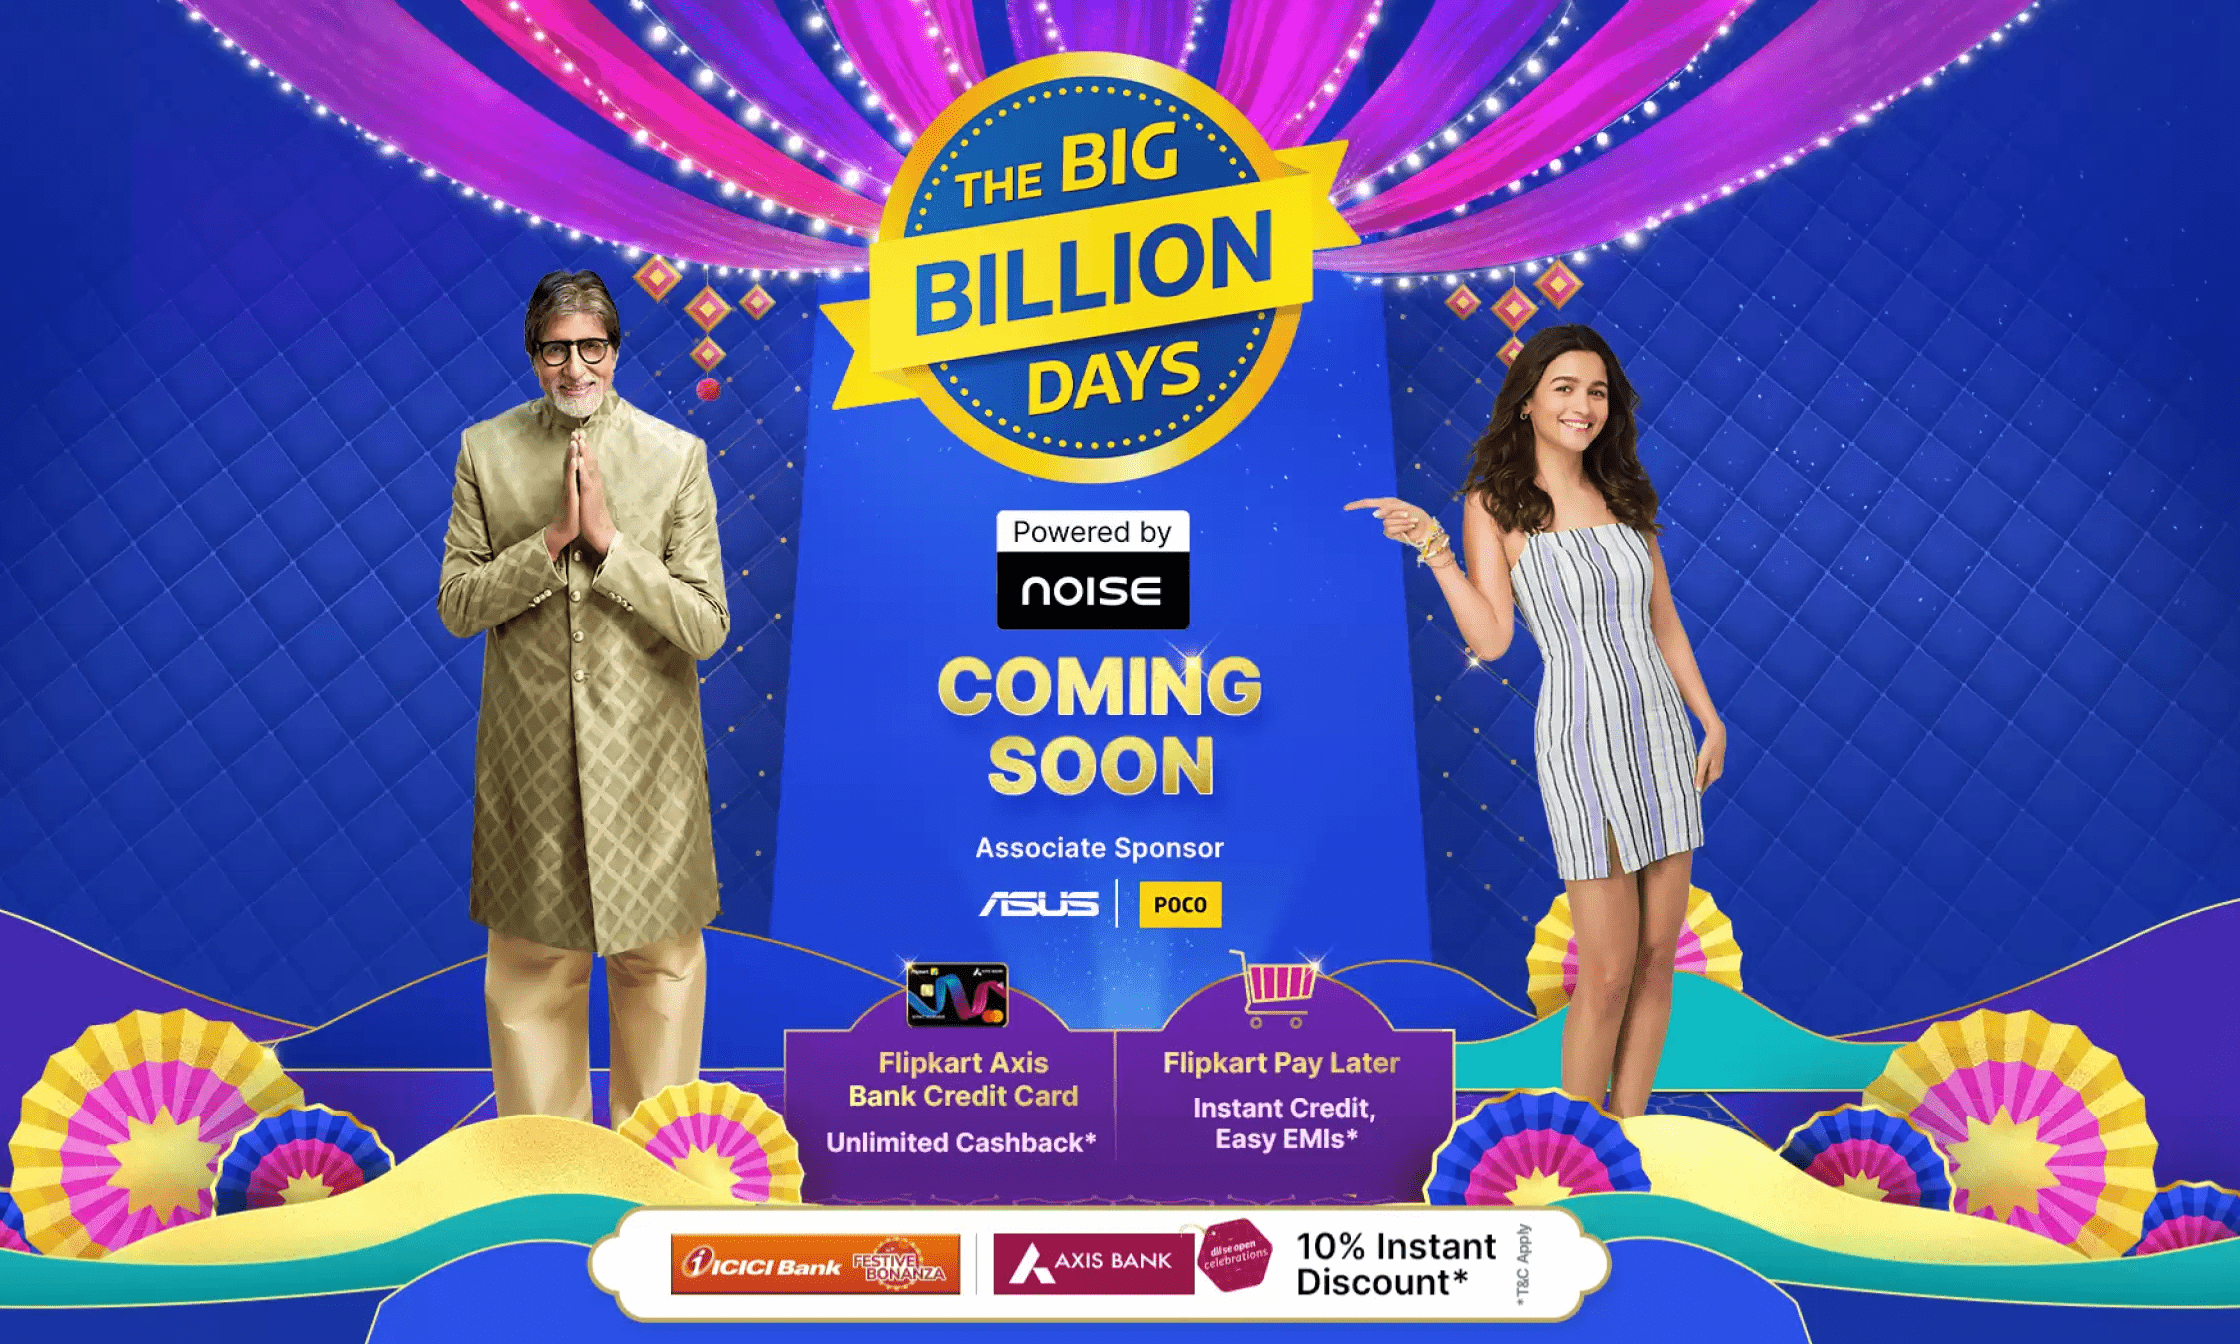 THE BIG
BILLION
DAYS
Powered by
NOISE
COMING
SOON
Associate Sponsor
ASUS
POCO
Flipkart Axis
Bank Credit Card
Unlimited Cashback*
Flipkart Pay Later
Instant Credit,
Easy EMIs*
ICICI Bank
FESTIVE
BONANZA
AXIS BANK
dil se open
celebrations
10% Instant
Discount*
*T&C Apply